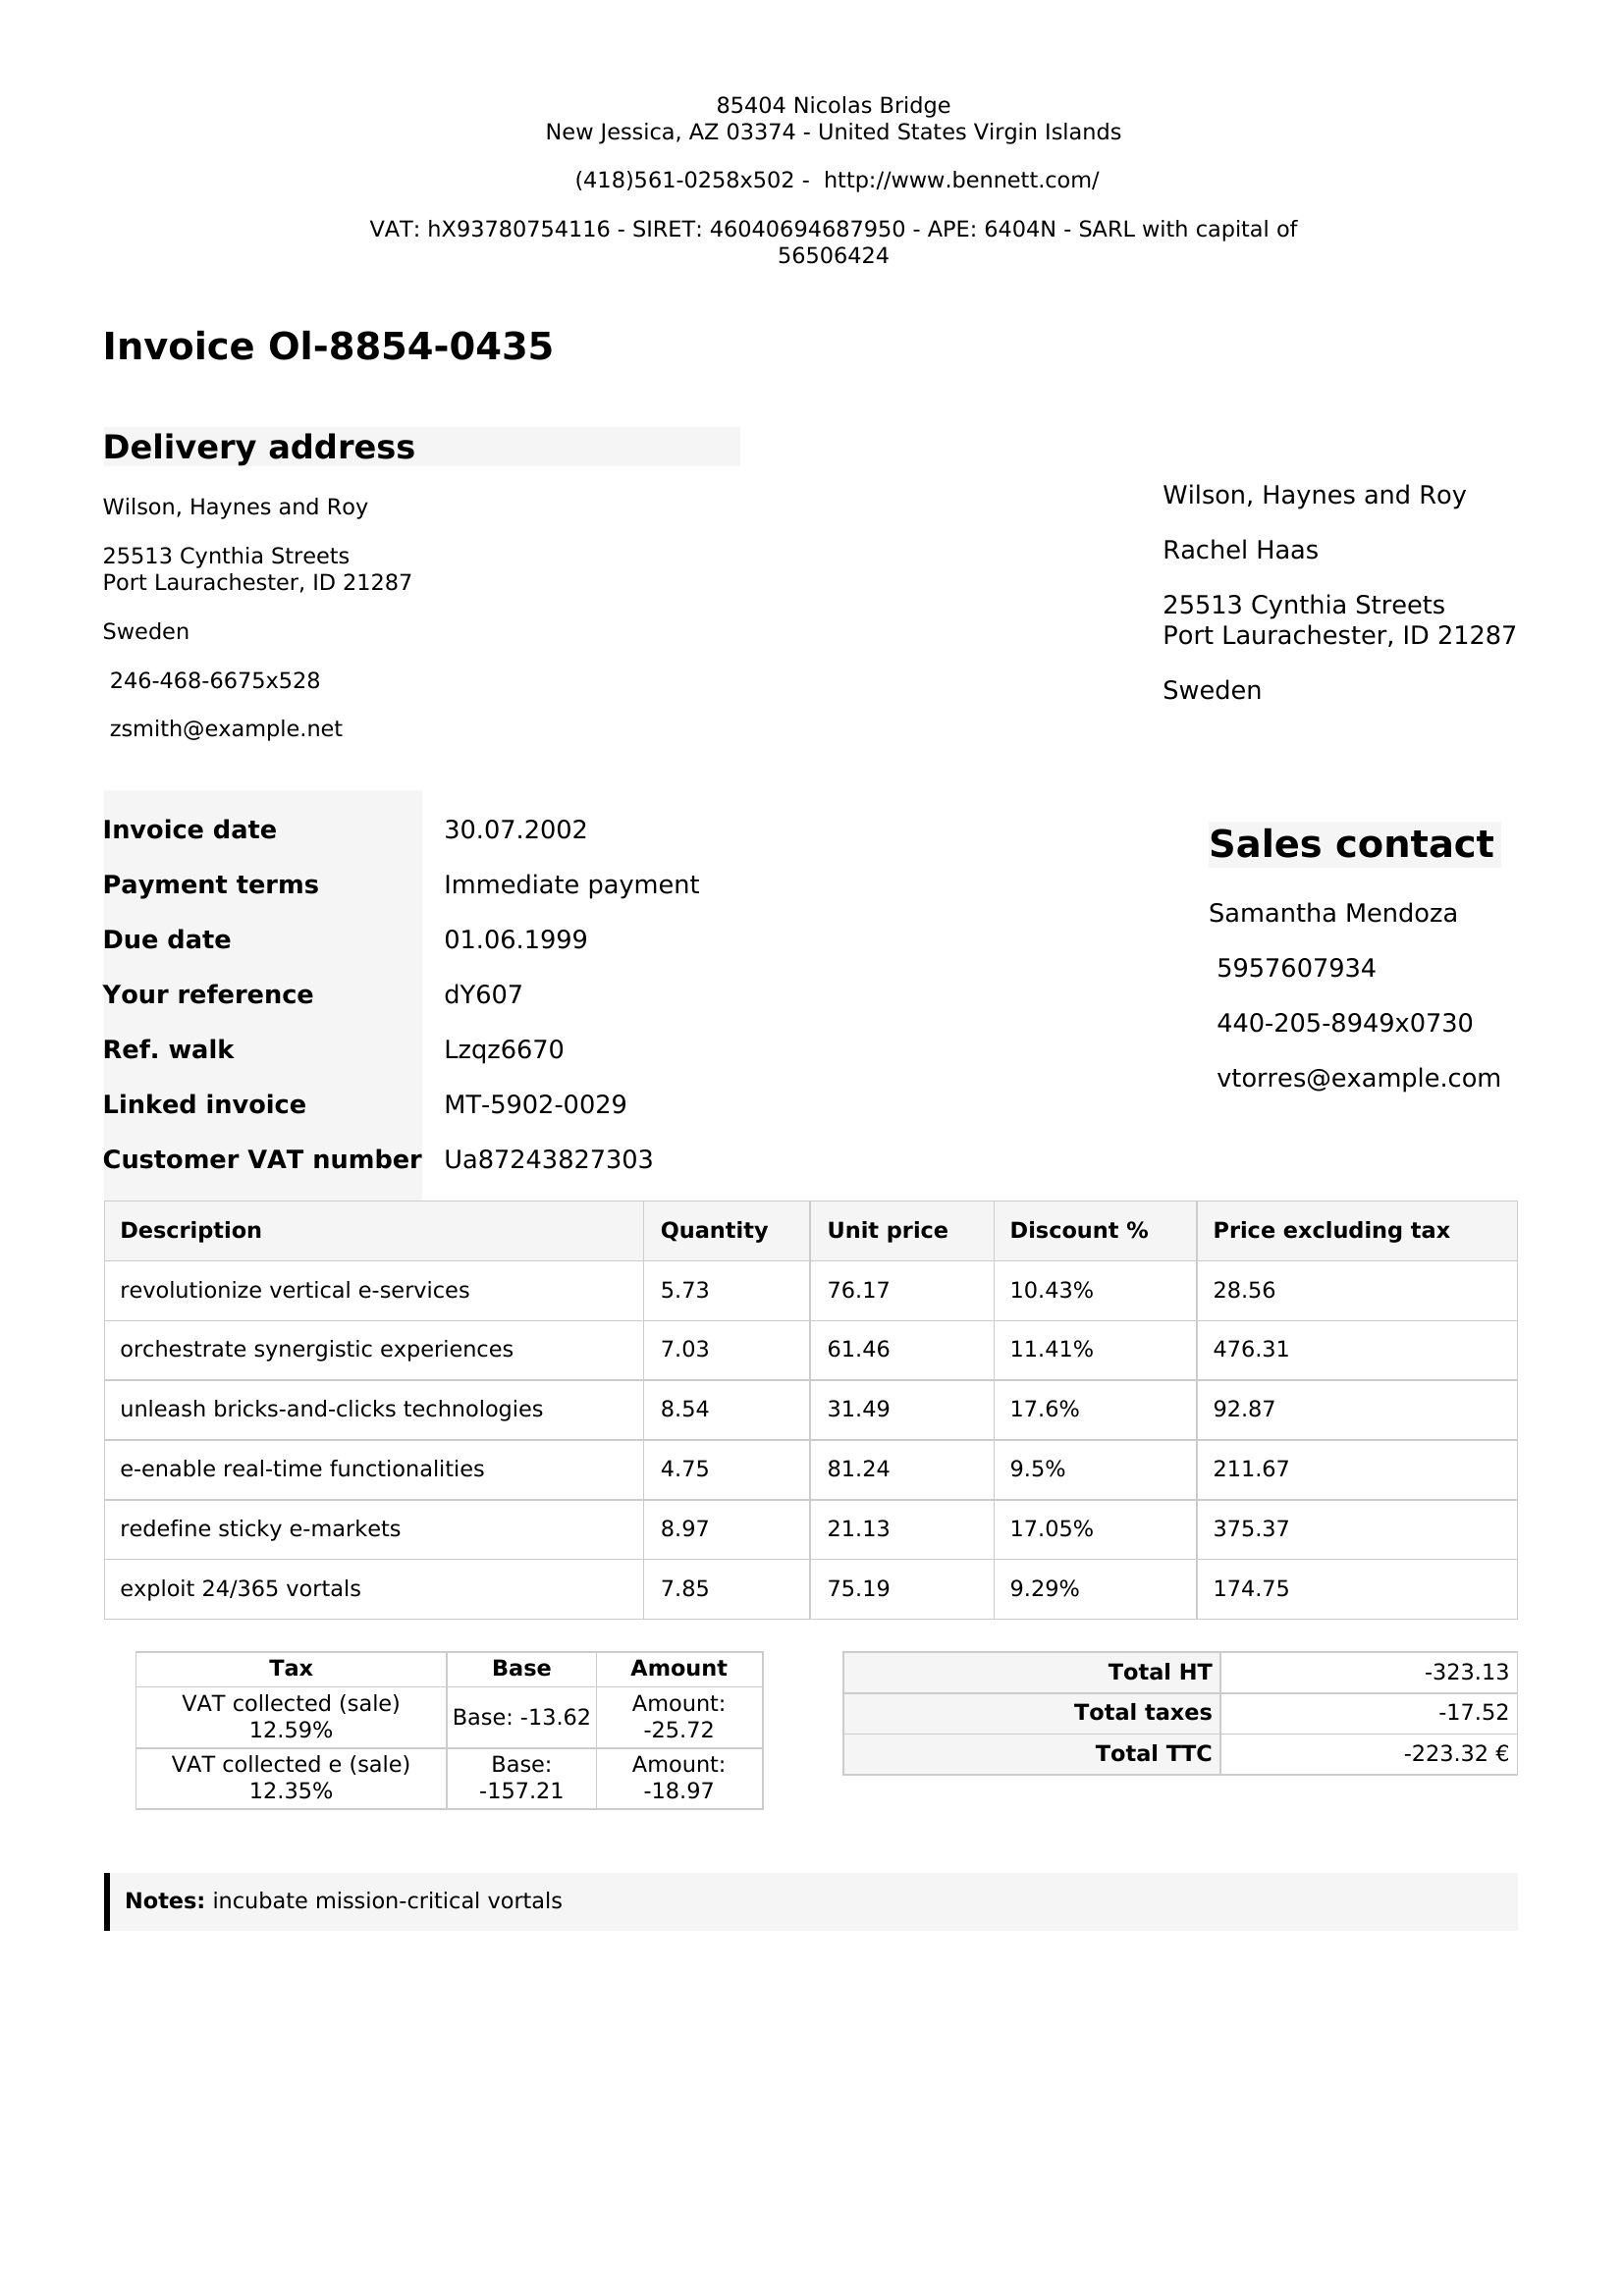 85404 Nicolas Bridge
New Jessica, AZ 03374 - United States Virgin Islands
(418)561-0258x502 -  http://www.bennett.com/
VAT: hX93780754116 - SIRET: 46040694687950 - APE: 6404N - SARL with capital of
56506424
Invoice Ol-8854-0435
Delivery address
Wilson, Haynes and Roy
25513 Cynthia Streets
Port Laurachester, ID 21287
Sweden
246-468-6675x528
zsmith@example.net
Wilson, Haynes and Roy
Rachel Haas
25513 Cynthia Streets
Port Laurachester, ID 21287
Sweden
Invoice date 30.07.2002
Payment terms Immediate payment
Due date 01.06.1999
Your reference dY607
Ref. walk Lzqz6670
Linked invoice MT-5902-0029
Customer VAT number Ua87243827303
Sales contact
Samantha Mendoza
5957607934
440-205-8949x0730
vtorres@example.com
Description Quantity Unit price Discount % Price excluding tax
revolutionize vertical e-services 5.73 76.17 10.43% 28.56
orchestrate synergistic experiences 7.03 61.46 11.41% 476.31
unleash bricks-and-clicks technologies 8.54 31.49 17.6% 92.87
e-enable real-time functionalities 4.75 81.24 9.5% 211.67
redefine sticky e-markets 8.97 21.13 17.05% 375.37
exploit 24/365 vortals 7.85 75.19 9.29% 174.75
Tax Base Amount
VAT collected (sale)
12.59%
Base: -13.62
Amount:
-25.72
VAT collected e (sale)
12.35%
Base:
-157.21
Amount:
-18.97
Total HT -323.13
Total taxes -17.52
Total TTC -223.32 €
Notes: incubate mission-critical vortals